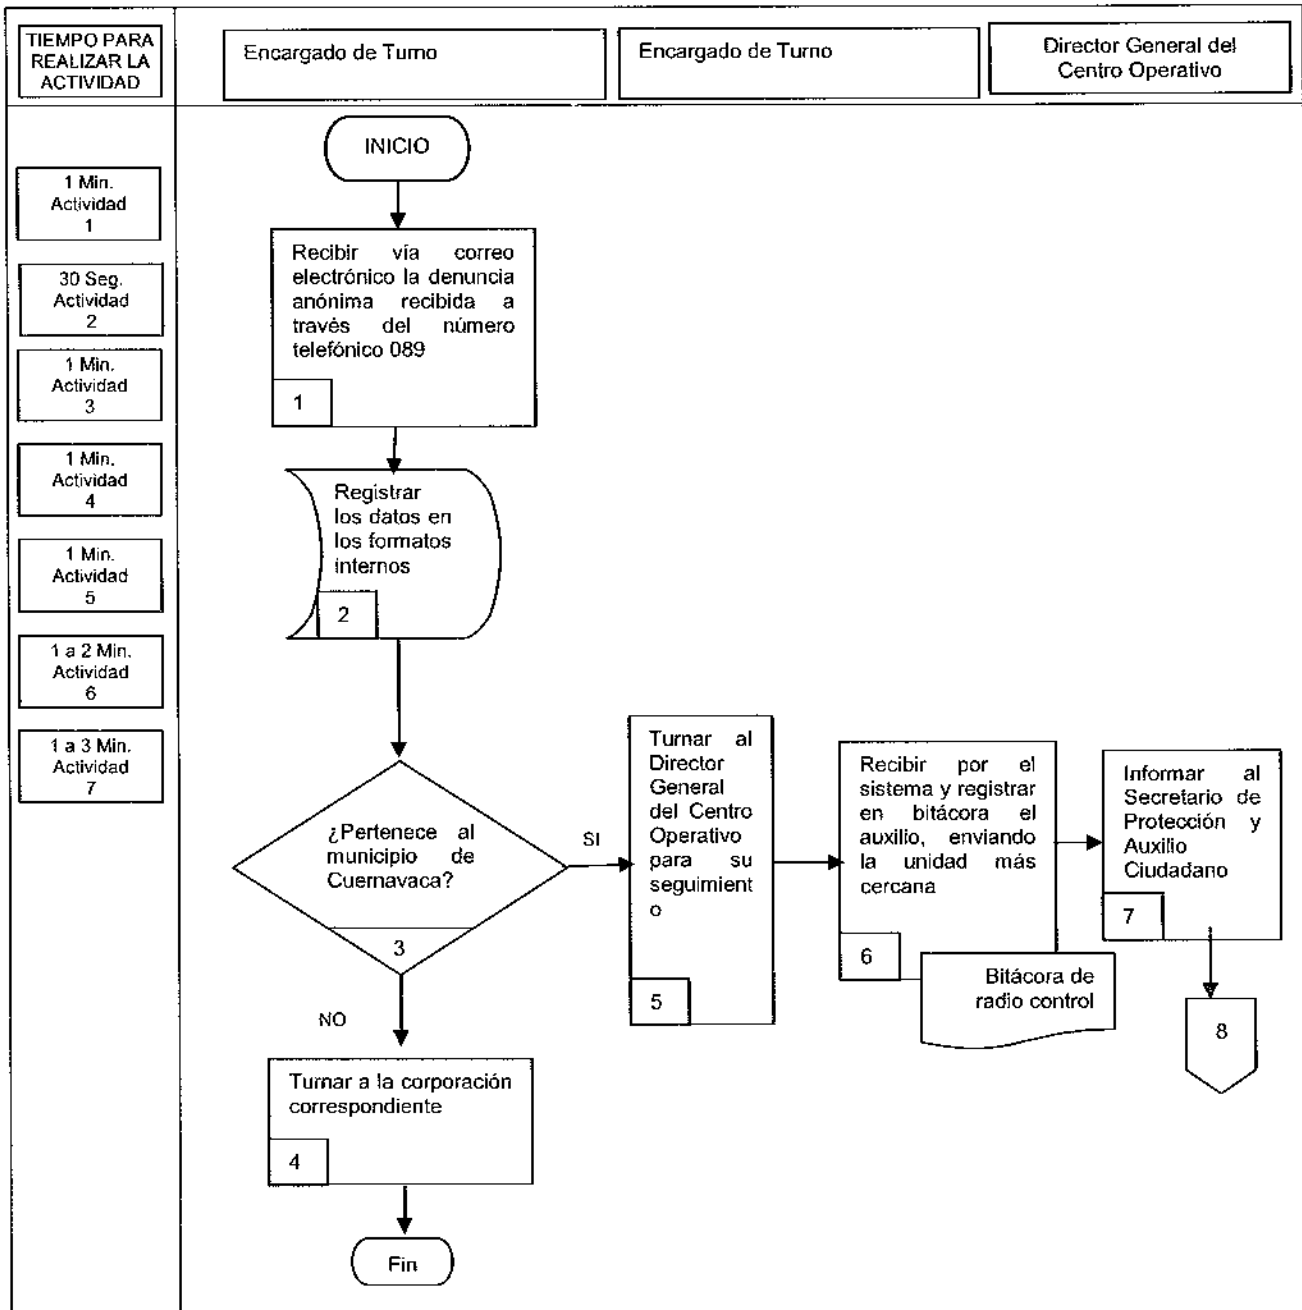 TIEMPO PARA
REALIZAR LA
ACTIVIDAD
Encargado de Turno
Encargado de Turno
Director General del
Centro Operativo
INICIO
1 Min.
Actividad
1
30 Seg.
Actividad
2
1 Min.
Actividad
3
1 Min.
Actividad
4
1 Min.
Actividad
5
1 a 2 Min.
Actividad
6
1 a 3 Min.
Actividad
7
Recibir vía correo
electrónico la denuncia
anónima recibida a
través del número
telefónico 089
1
Registrar
los datos en
los formatos
internos
2
¿Pertenece al
municipio de
Cuernavaca?
3
SI
NO
Turnar a la corporación
correspondiente
4
Fin
Turnar al
Director
General
del Centro
Operativo
para su
seguimient
o
5
Recibir por el
sistema y registrar
en bitácora el
auxilio, enviando
la unidad más
cercana
6
Bitácora de
radio control
Informar al
Secretario de
Protección y
Auxilio
Ciudadano
7
8